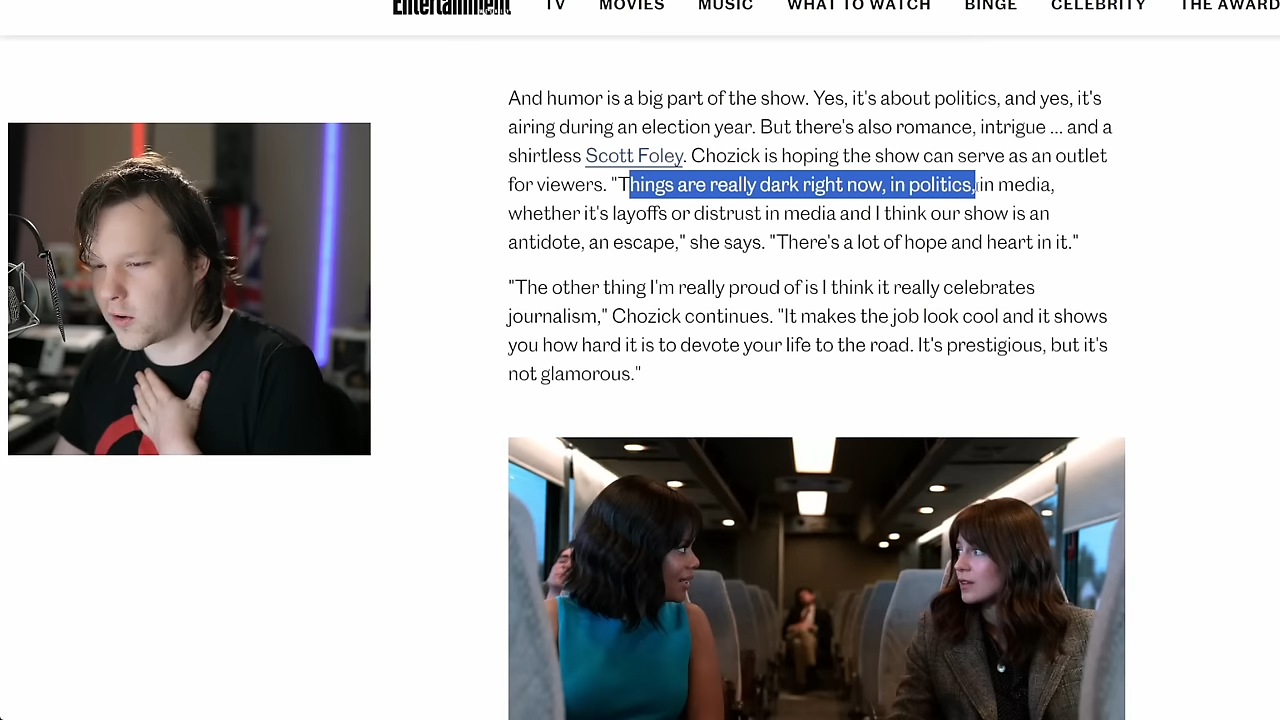 Entertainment
TV MOVIES MUSIC WHAT TO WATCH BINGE CELEBRITY THE AWARD
And humor is a big part of the show. Yes, it's about politics, and yes, it's
airing during an election year. But there's also romance, intrigue ... and a
shirtless Scott Foley. Chozick is hoping the show can serve as an outlet
for viewers. "Things are really dark right now, in politics, in media,
whether it's layoffs or distrust in media and I think our show is an
antidote, an escape," she says. "There's a lot of hope and heart in it."
"The other thing I'm really proud of is I think it really celebrates
journalism," Chozick continues. "It makes the job look cool and it shows
you how hard it is to devote your life to the road. It's prestigious, but it's
not glamorous."